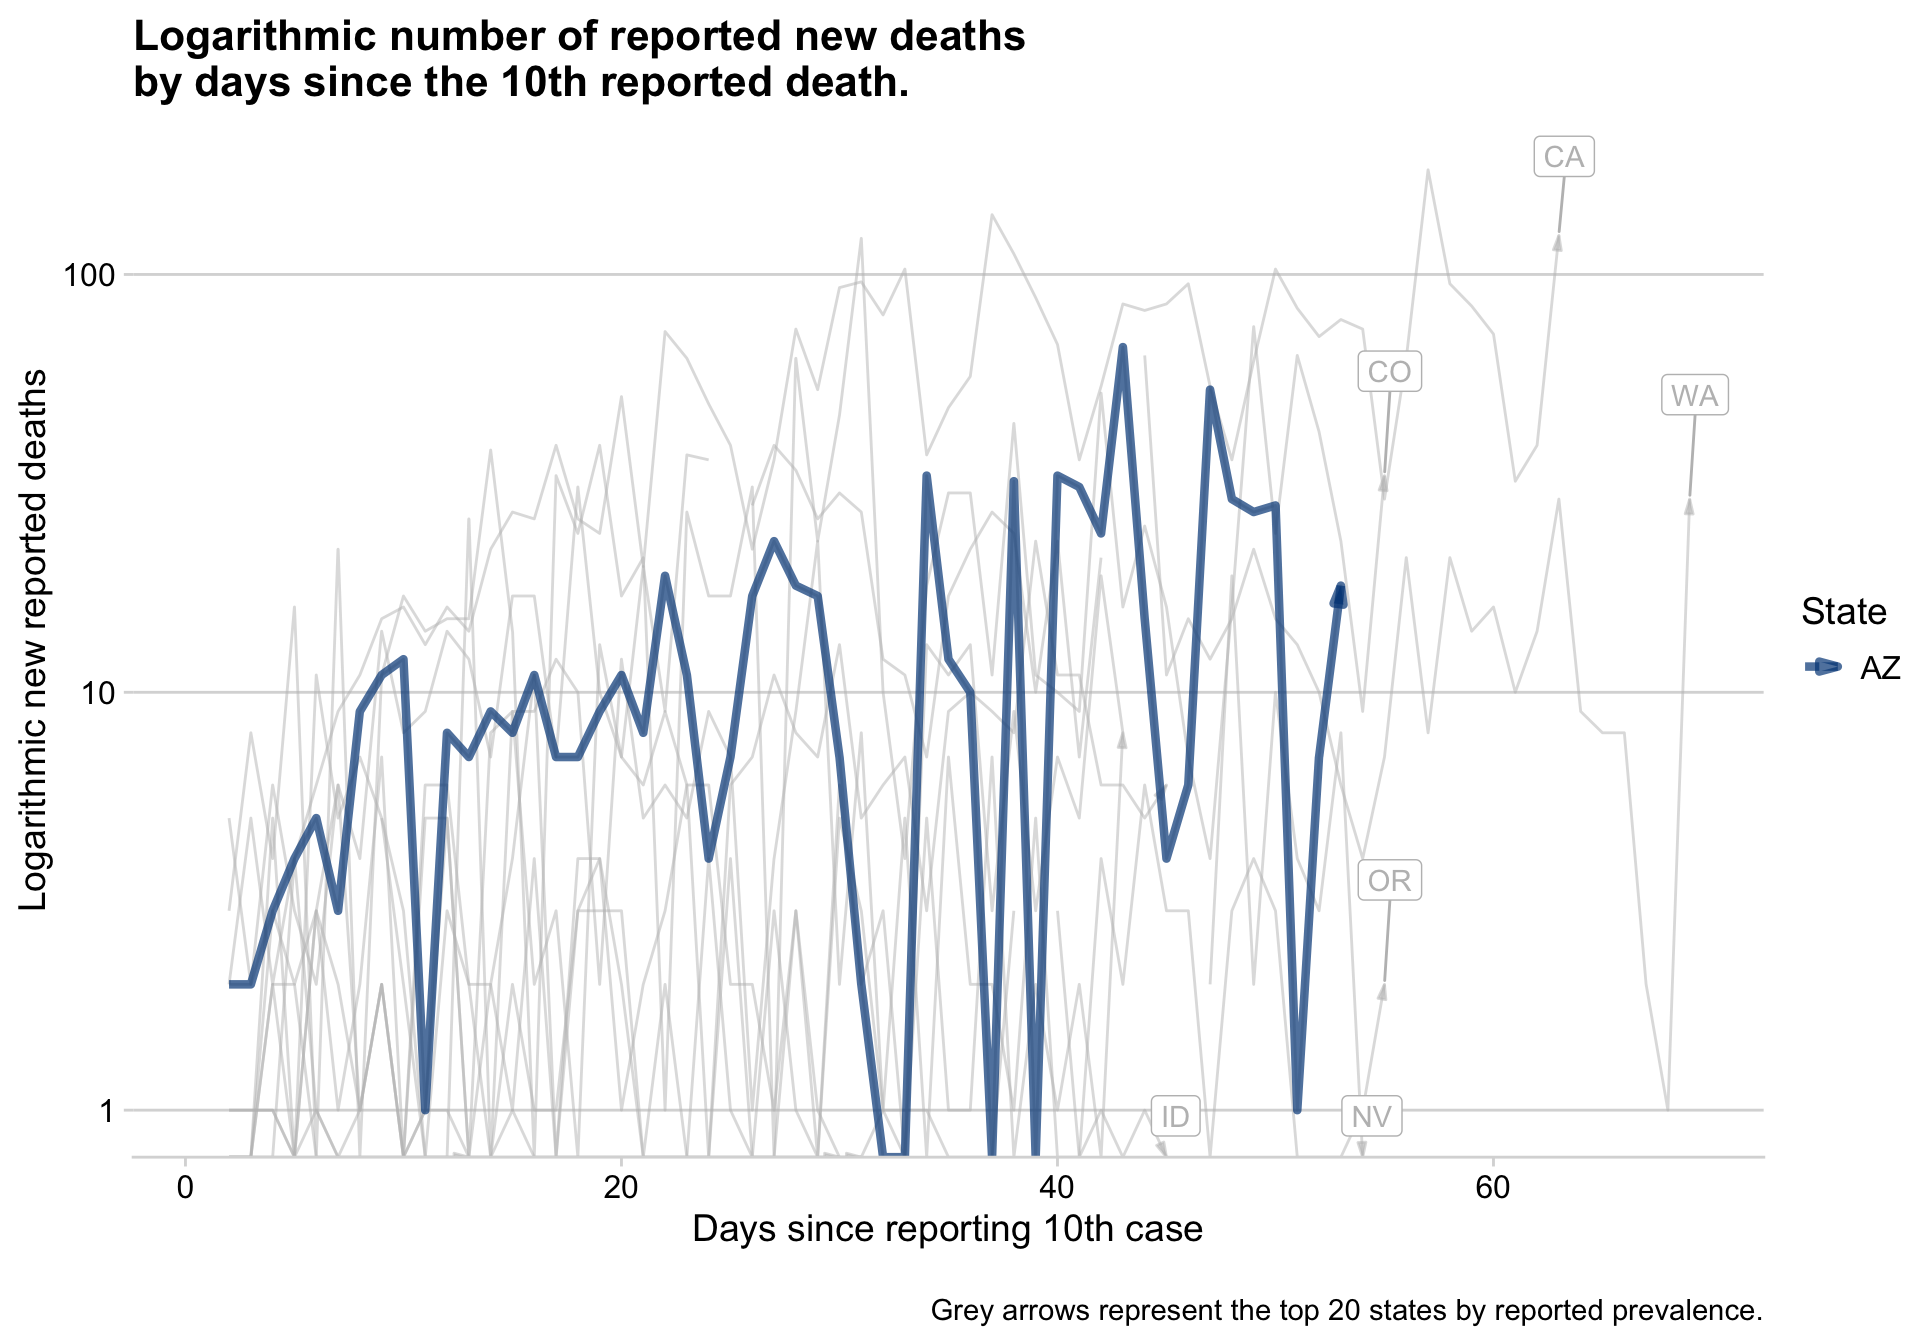 Logarithmic number of reported new deaths
by days since the 10th reported death.
CA
100
CO
WA
Logarithmic new reported deaths
State
AZ
10
OR
ID
NV
1
0
20
40
60
Days since reporting 10th case
Grey arrows represent the top 20 states by reported prevalence.